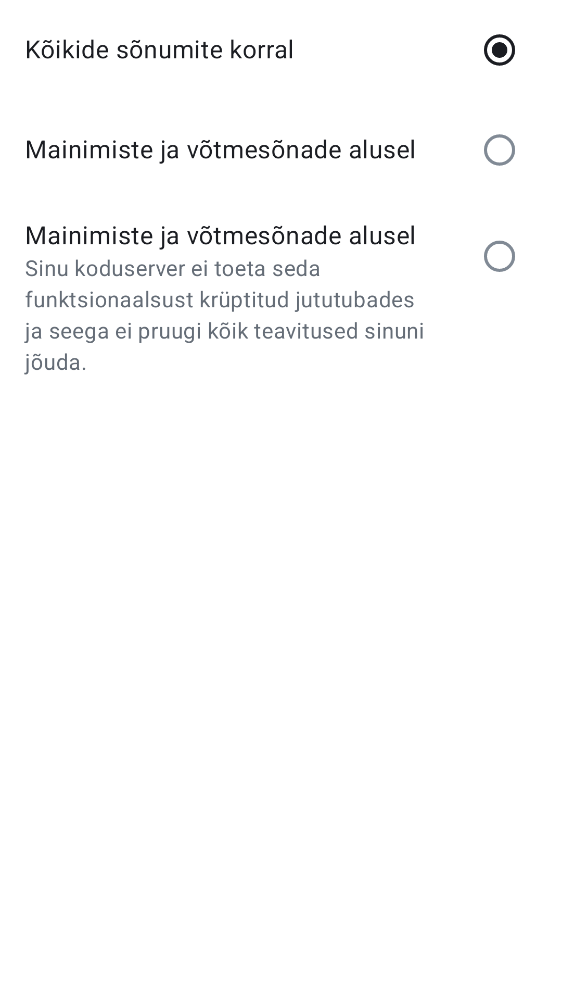 Kõikide sõnumite korral
Mainimiste ja võtmesõnade alusel
Mainimiste ja võtmesõnade alusel
Sinu koduserver ei toeta seda
funktsionaalsust krüptitud jututubades
ja seega ei pruugi kõik teavitused sinuni
jõuda.